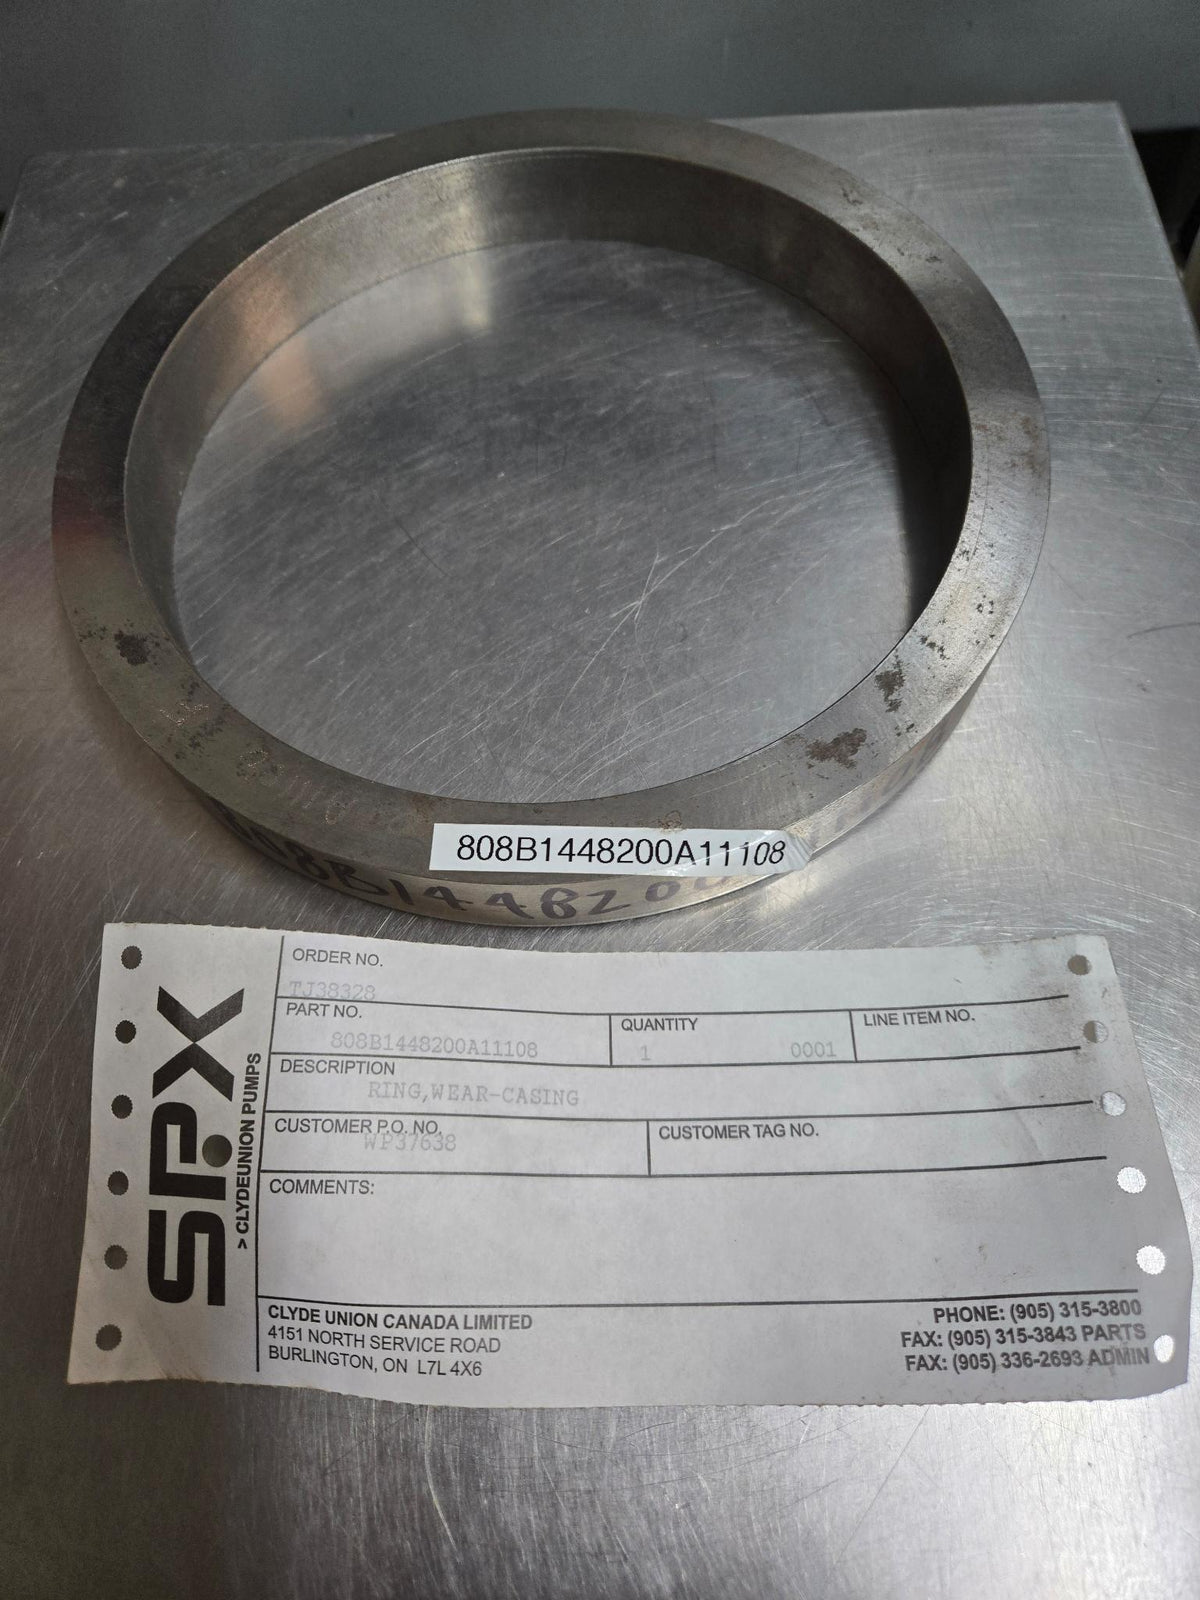 808B1448200A11108
808B1448200
SPX
> CLYDEUNION PUMPS
ORDER NO.
TJ38328
PART NO.
808B1448200A11108
QUANTITY
1 0001
LINE ITEM NO.
DESCRIPTION
RING,WEAR-CASING
CUSTOMER P.O. NO.
WP37638
CUSTOMER TAG NO.
COMMENTS:
CLYDE UNION CANADA LIMITED
4151 NORTH SERVICE ROAD
BURLINGTON, ON L7L 4X6
PHONE: (905) 315-3800
FAX: (905) 315-3843 PARTS
FAX: (905) 336-2693 ADMIN